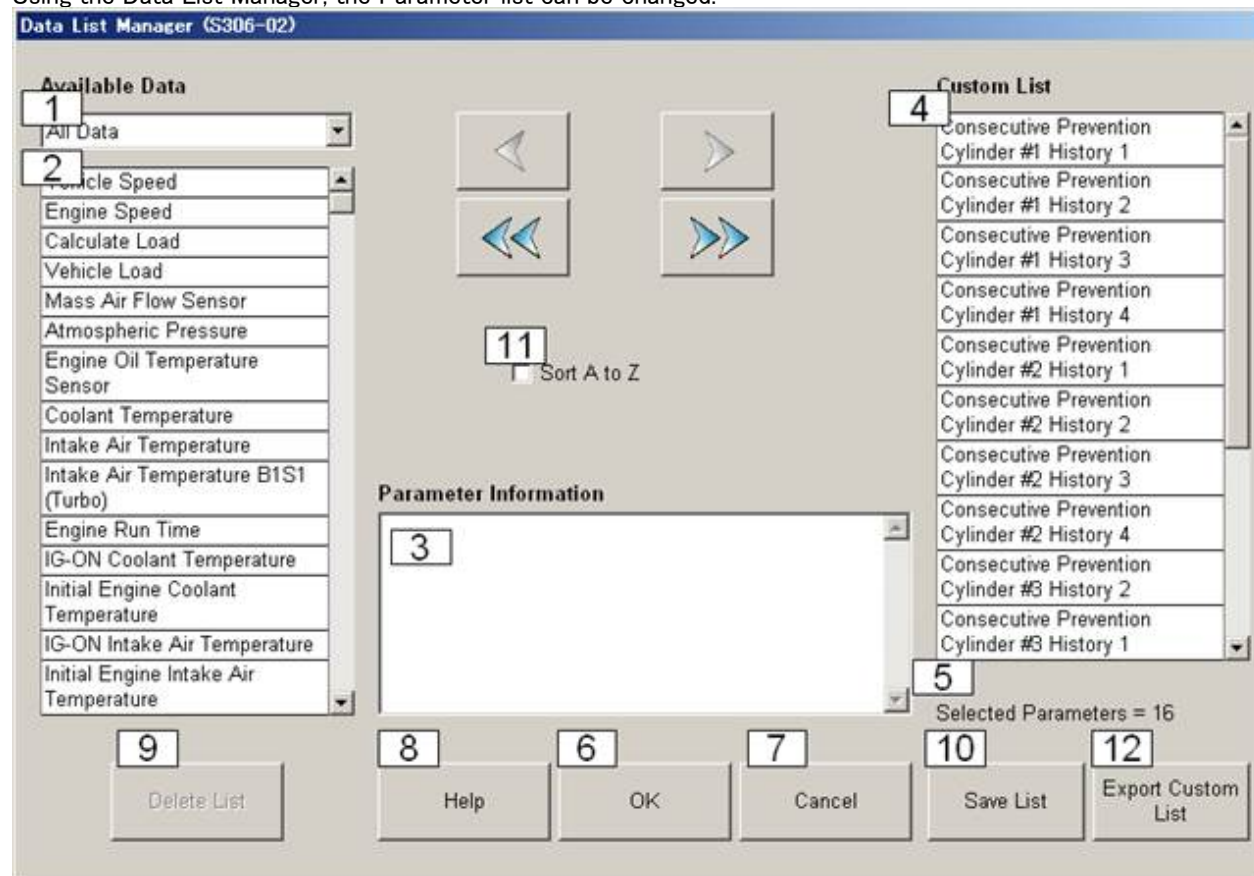 Using the Data List Manager, the Parameter list can be changed.
Data List Manager (S306-02)
Available Data
1
All Data
2
Vehicle Speed
Engine Speed
Calculate Load
Vehicle Load
Mass Air Flow Sensor
Atmospheric Pressure
Engine Oil Temperature
Sensor
Coolant Temperature
Intake Air Temperature
Intake Air Temperature B1S1
(Turbo)
Engine Run Time
IG-ON Coolant Temperature
Initial Engine Coolant
Temperature
IG-ON Intake Air Temperature
Initial Engine Intake Air
Temperature
11
Sort A to Z
Parameter Information
3
Custom List
4
Consecutive Prevention
Cylinder #1 History 1
Consecutive Prevention
Cylinder #1 History 2
Consecutive Prevention
Cylinder #1 History 3
Consecutive Prevention
Cylinder #1 History 4
Consecutive Prevention
Cylinder #2 History 1
Consecutive Prevention
Cylinder #2 History 2
Consecutive Prevention
Cylinder #2 History 3
Consecutive Prevention
Cylinder #2 History 4
Consecutive Prevention
Cylinder #3 History 2
Consecutive Prevention
Cylinder #3 History 1
5
Selected Parameters = 16
9
Delete List
8
Help
6
OK
7
Cancel
10
Save List
12
Export Custom
List